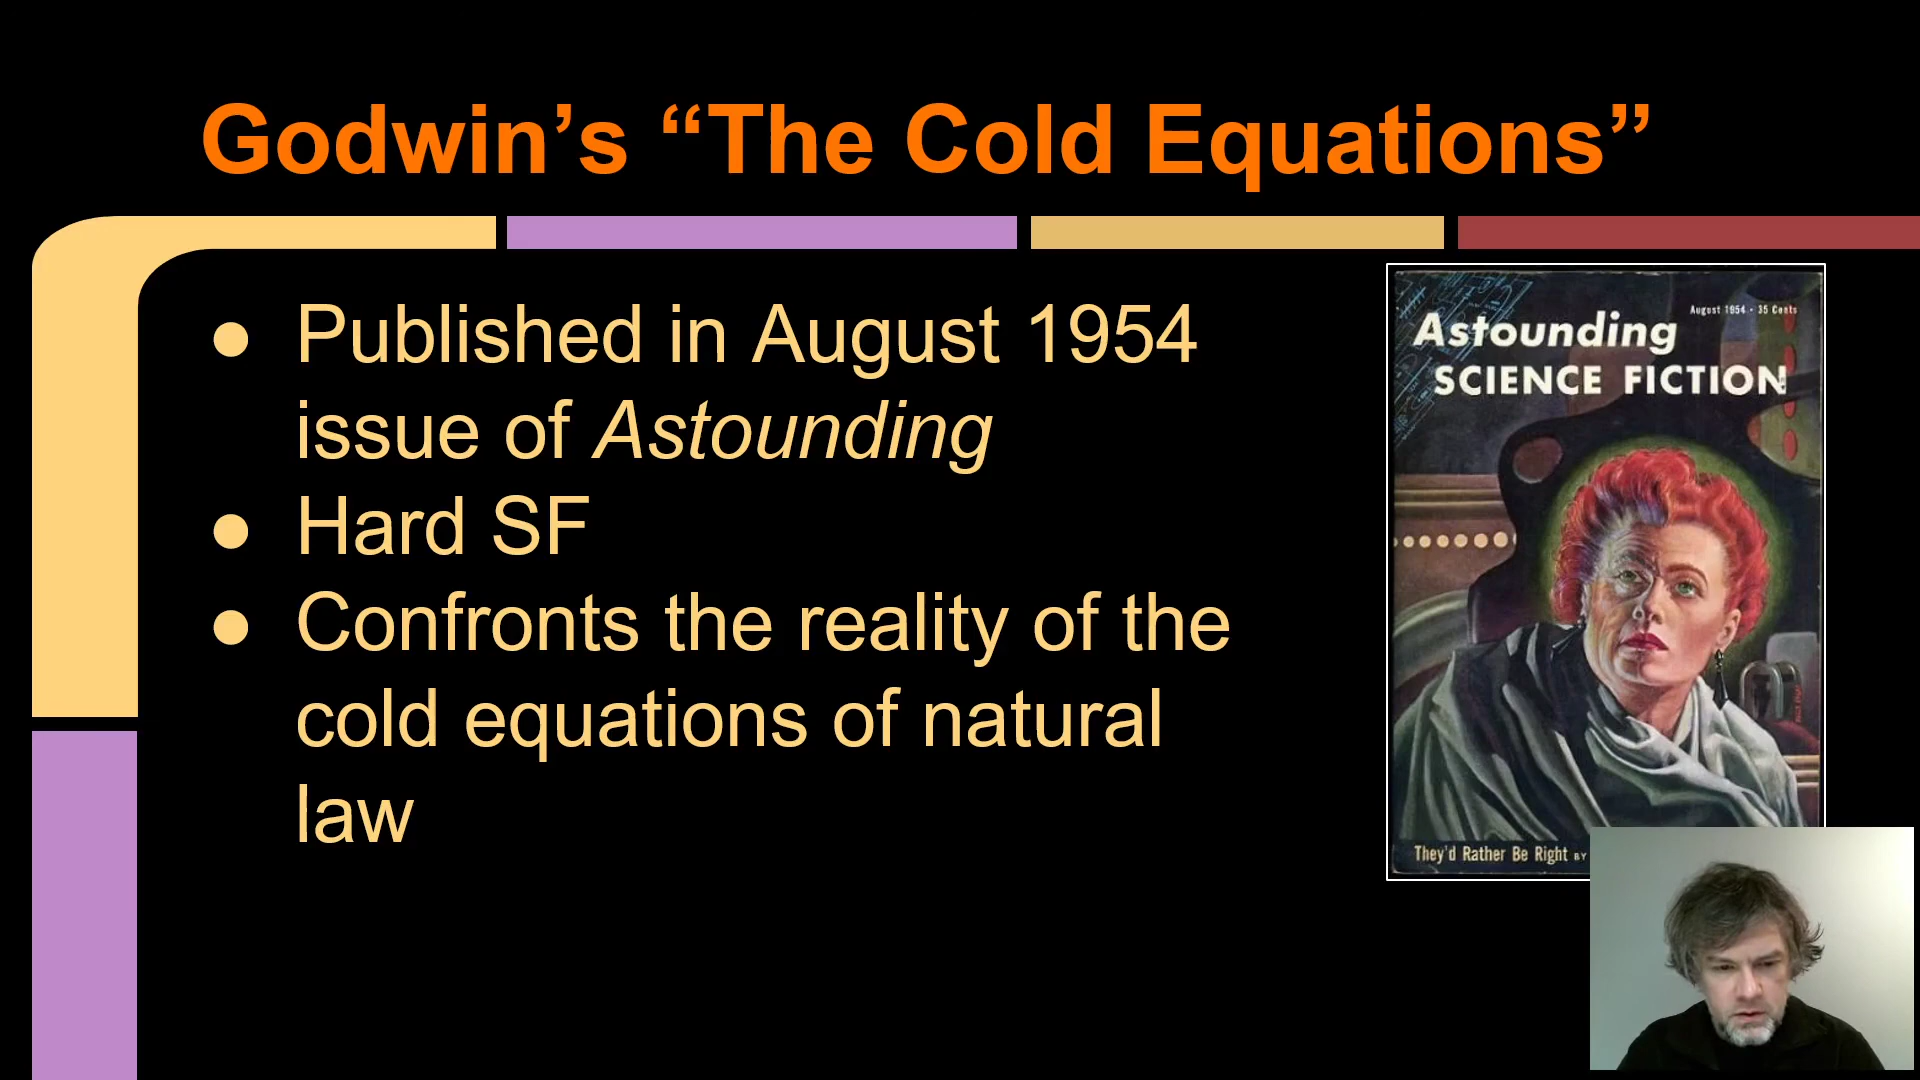 Godwin’s “The Cold Equations”
● Published in August 1954
issue of Astounding
● Hard SF
● Confronts the reality of the
cold equations of natural
law
August 1954 • 35 Cents
Astounding
SCIENCE FICTION
They'd Rather Be Right BY